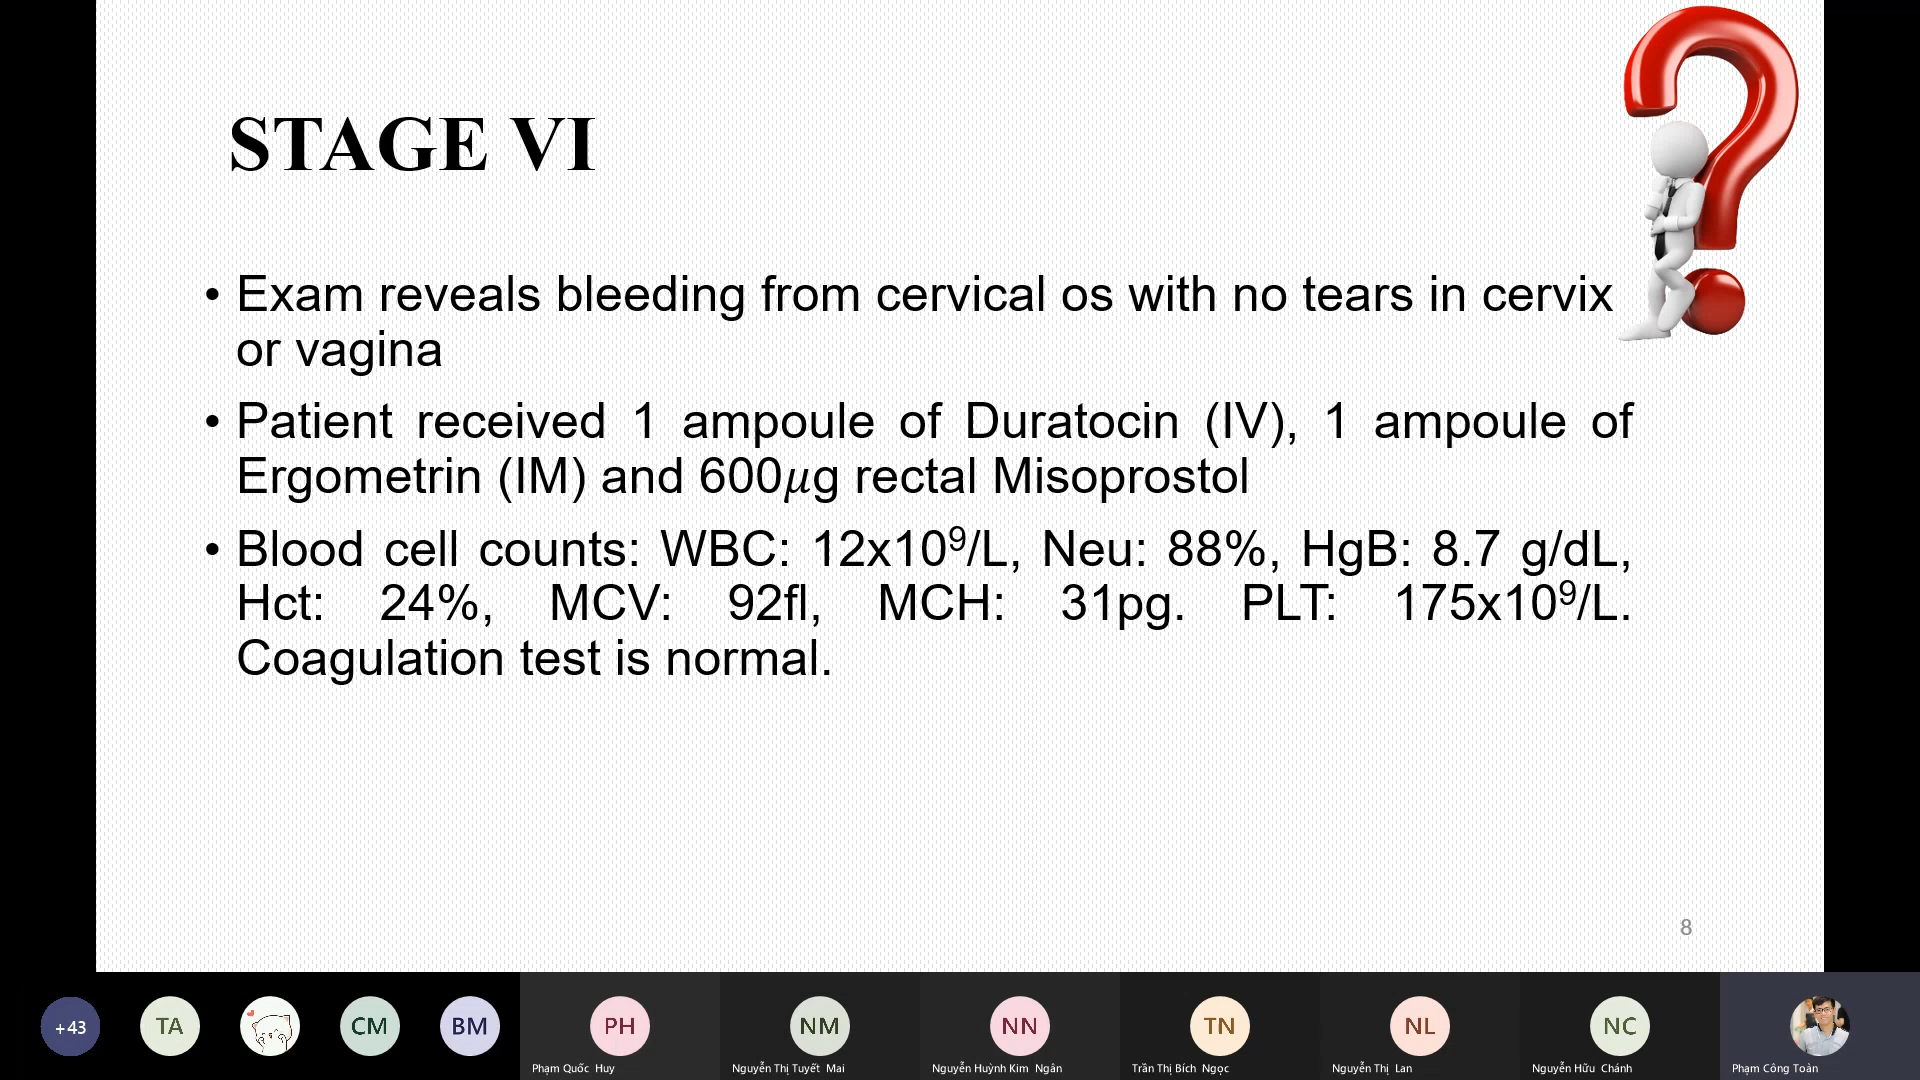 STAGE VI
• Exam reveals bleeding from cervical os with no tears in cervix
or vagina
• Patient received 1 ampoule of Duratocin (IV), 1 ampoule of
Ergometrin (IM) and 600𝜇g rectal Misoprostol
• Blood cell counts: WBC: 12x10⁹/L, Neu: 88%, HgB: 8.7 g/dL,
Hct: 24%, MCV: 92fl, MCH: 31pg. PLT: 175x10⁹/L.
Coagulation test is normal.
8
+43
TA
CM
BM
PH
NM
NN
TN
NL
NC
Phạm Quốc Huy
Nguyễn Thị Tuyết Mai
Nguyễn Huỳnh Kim Ngân
Trần Thị Bích Ngọc
Nguyễn Thị Lan
Nguyễn Hữu Chánh
Phạm Công Toàn